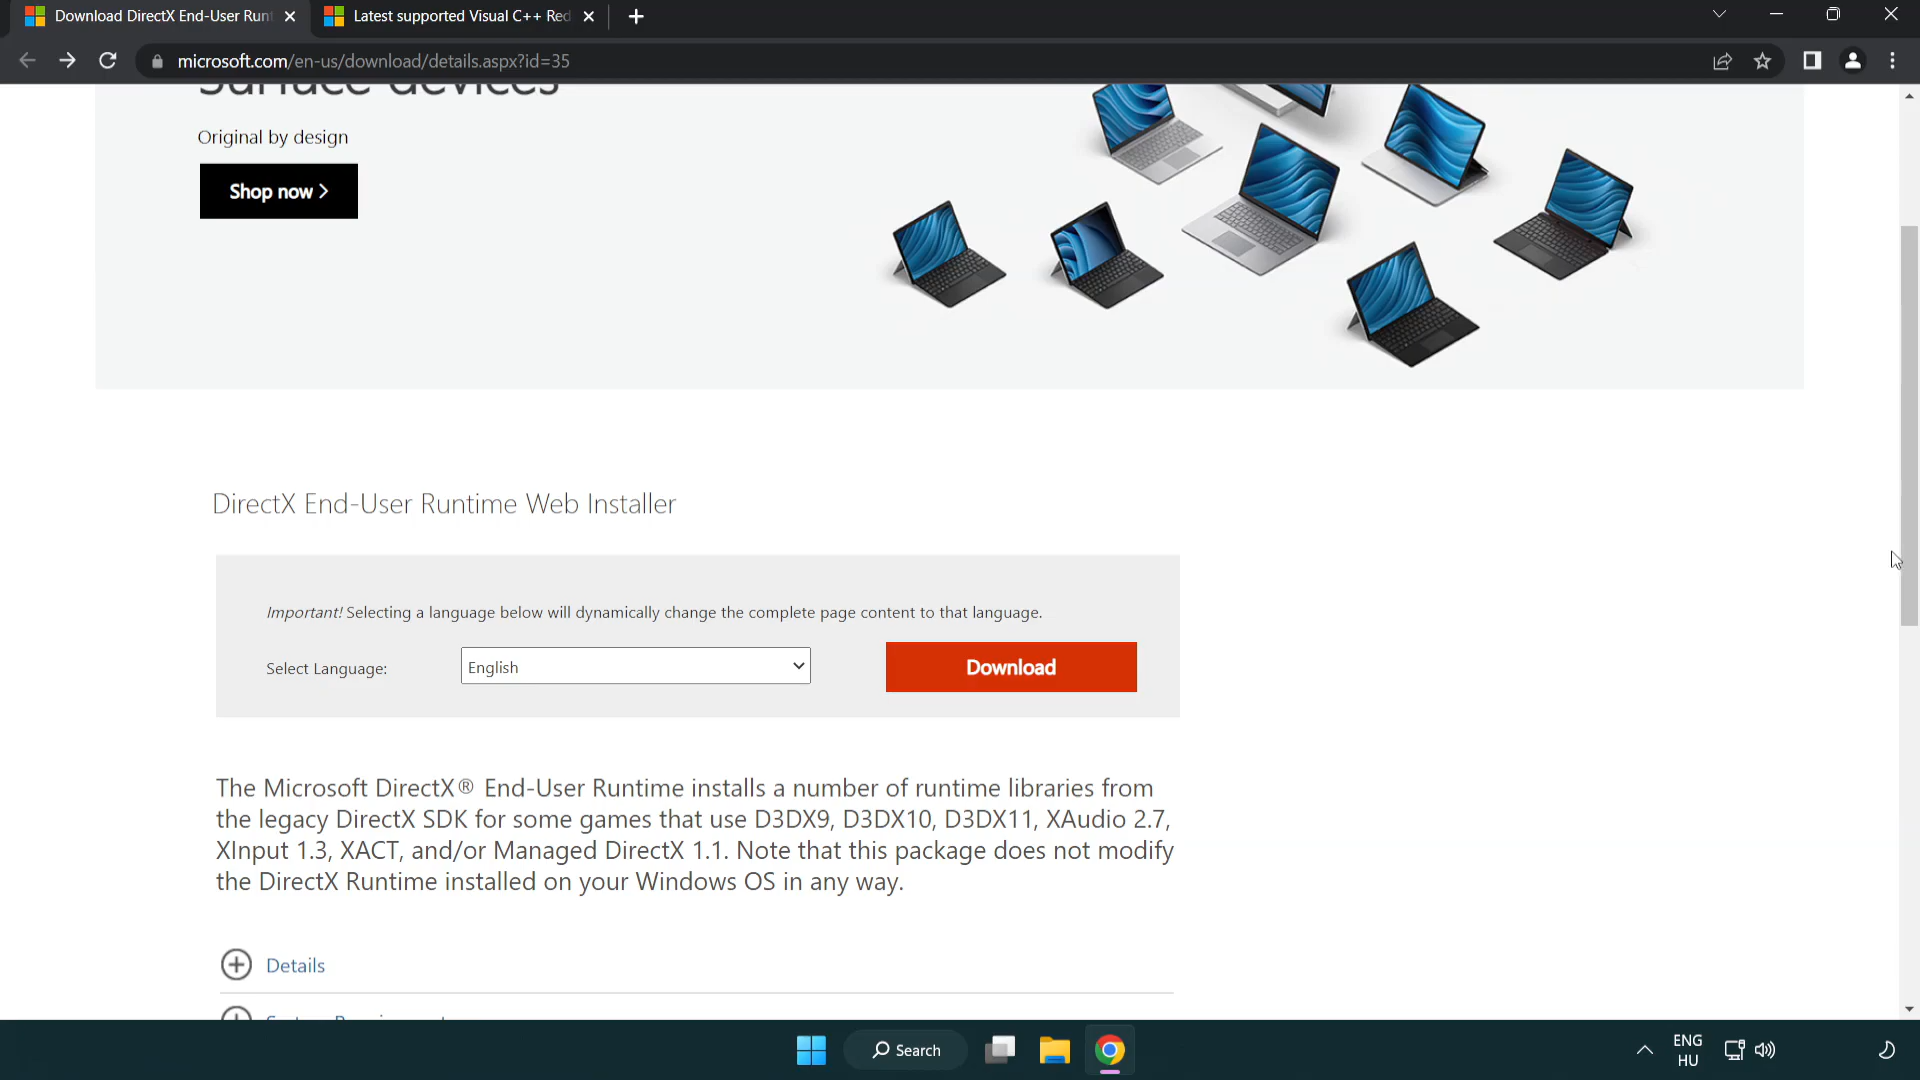 Download DirectX End-User Runt
Latest supported Visual C++ Red
microsoft.com/en-us/download/details.aspx?id=35
Surface devices
Original by design
Shop now >
DirectX End-User Runtime Web Installer
Important! Selecting a language below will dynamically change the complete page content to that language.
Select Language:
English
Download
The Microsoft DirectX® End-User Runtime installs a number of runtime libraries from
the legacy DirectX SDK for some games that use D3DX9, D3DX10, D3DX11, XAudio 2.7,
XInput 1.3, XACT, and/or Managed DirectX 1.1. Note that this package does not modify
the DirectX Runtime installed on your Windows OS in any way.
Details
Search
ENG
HU